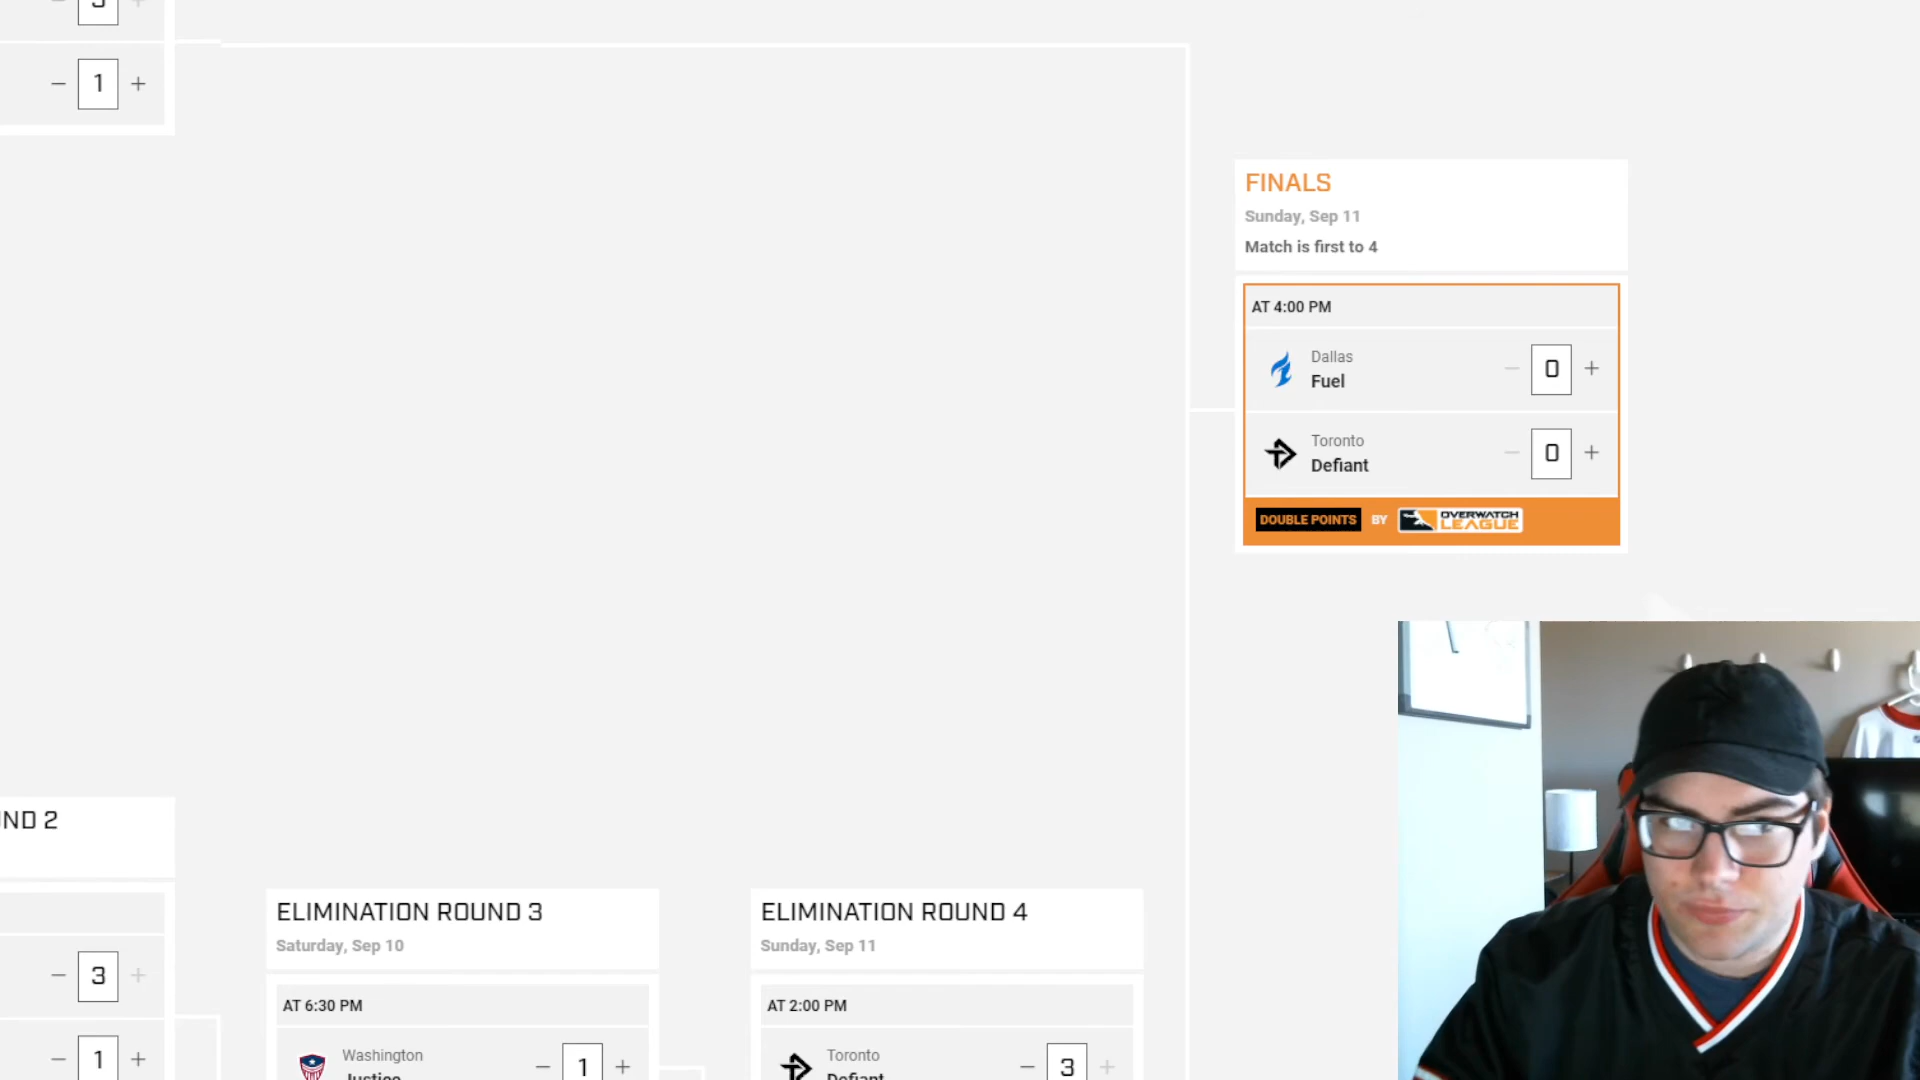 3
− 1 +
FINALS
Sunday, Sep 11
Match is first to 4
AT 4:00 PM
Dallas
Fuel
− 0 +
Toronto
Defiant
− 0 +
DOUBLE POINTS BY OVERWATCH LEAGUE
ND 2
− 3 +
− 1 +
ELIMINATION ROUND 3
Saturday, Sep 10
AT 6:30 PM
Washington
Justice
− 1 +
ELIMINATION ROUND 4
Sunday, Sep 11
AT 2:00 PM
Toronto
Defiant
− 3 +